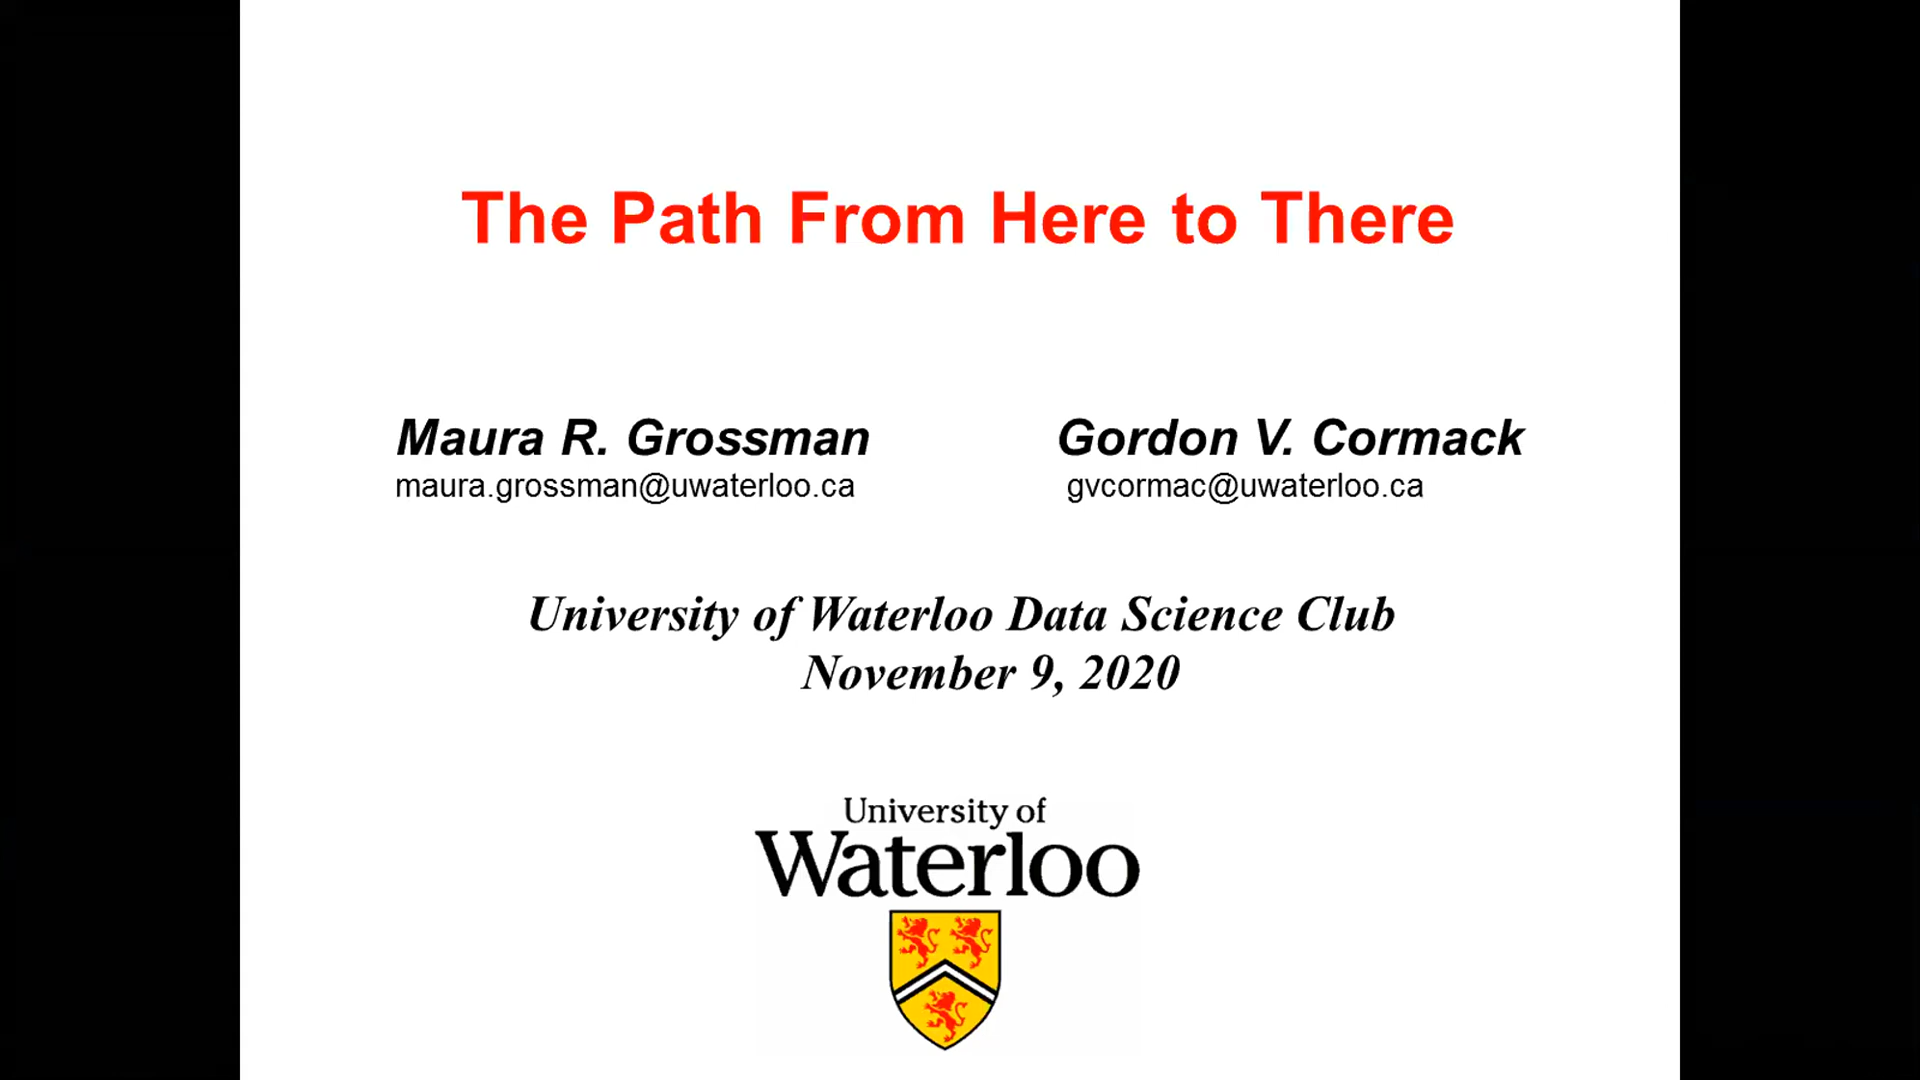 The Path From Here to There
Maura R. Grossman
maura.grossman@uwaterloo.ca
Gordon V. Cormack
gvcormac@uwaterloo.ca
University of Waterloo Data Science Club
November 9, 2020
University of
Waterloo